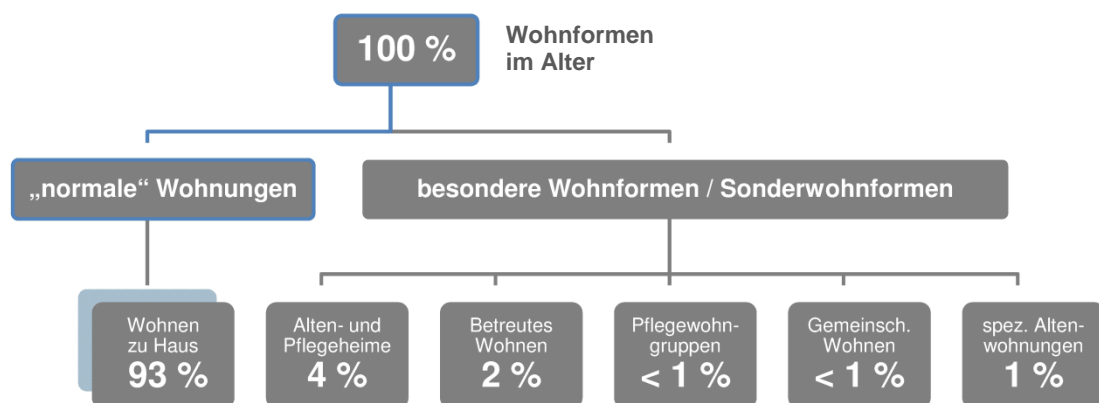 100 %
Wohnformen
im Alter
„normale“ Wohnungen
besondere Wohnformen / Sonderwohnformen
Wohnen
zu Haus
93 %
Alten- und
Pflegeheime
4 %
Betreutes
Wohnen
2 %
Pflegewohn-
gruppen
< 1 %
Gemeinsch.
Wohnen
< 1 %
spez. Alten-
wohnungen
1 %